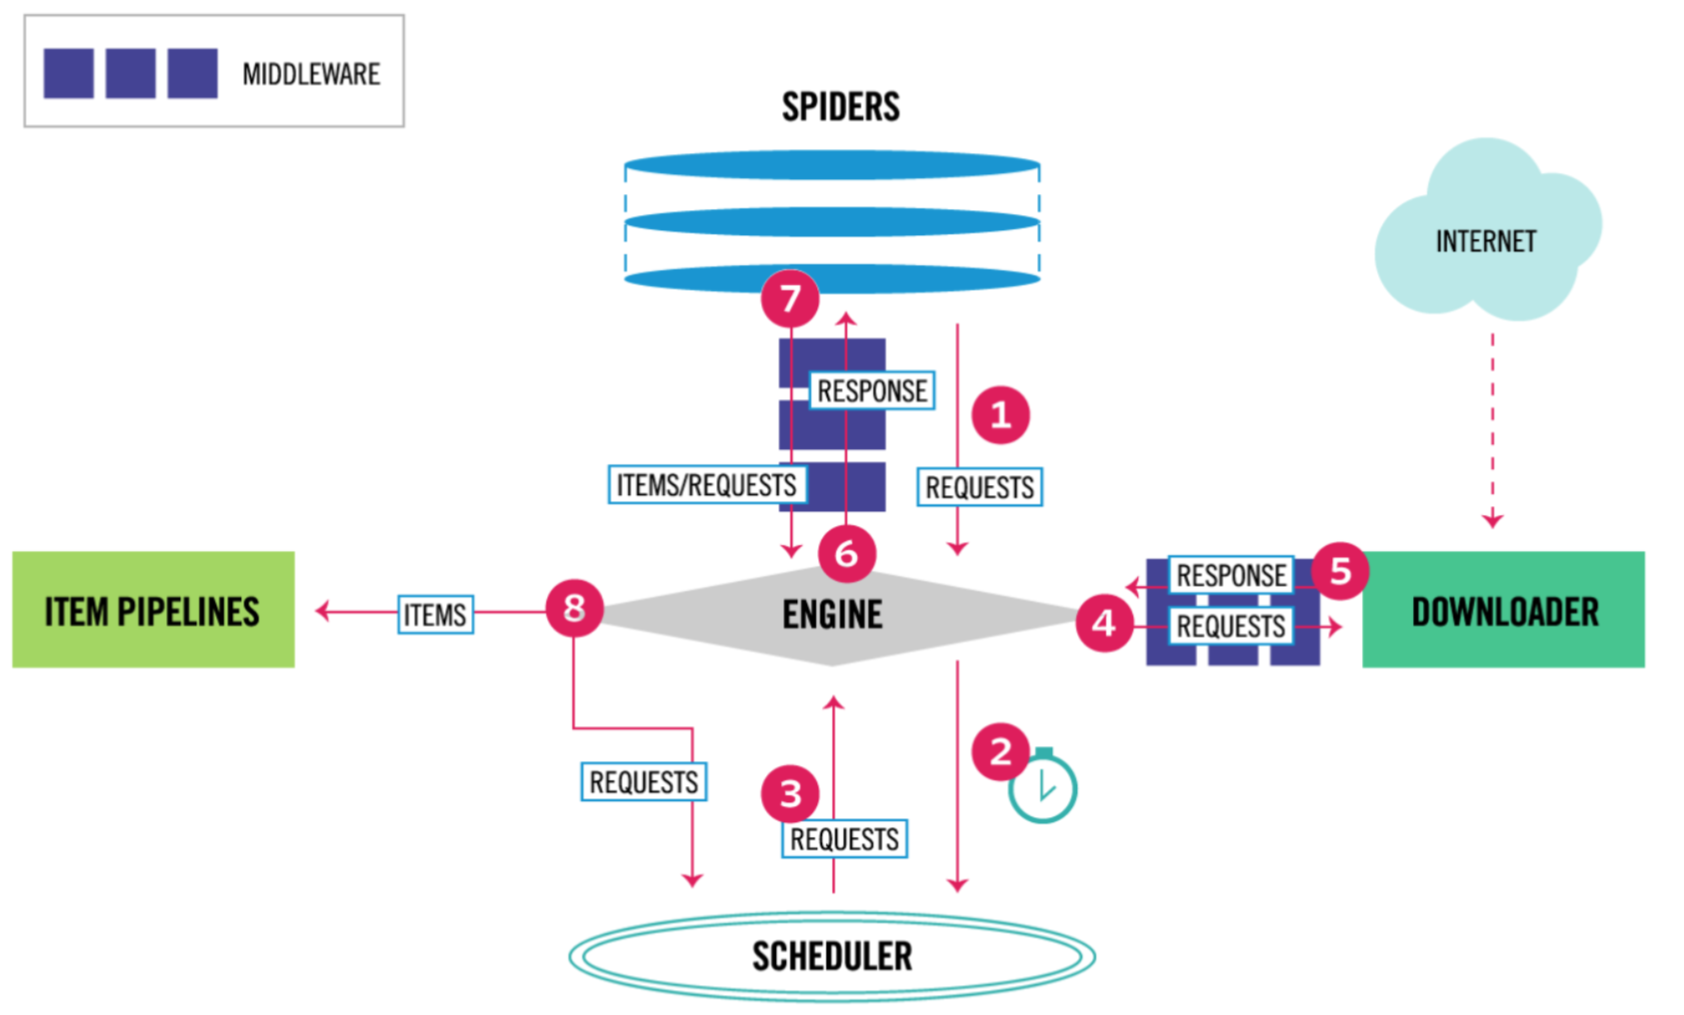 MIDDLEWARE
SPIDERS
INTERNET
7
RESPONSE
1
ITEMS/REQUESTS
REQUESTS
6
RESPONSE
5
8
ITEM PIPELINES
ITEMS
ENGINE
4
REQUESTS
DOWNLOADER
2
REQUESTS
3
REQUESTS
SCHEDULER